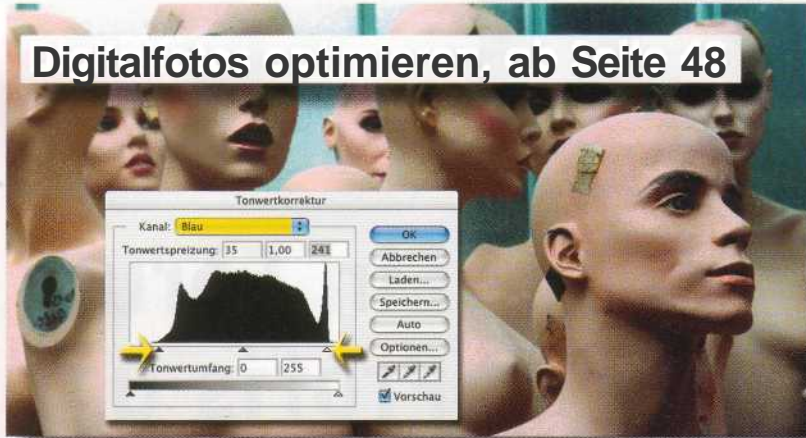 Digitalfotos optimieren, ab Seite 48
Tonwertkorrektur
Kanal: Blau
OK
Tonwertspreizung: 35 1,00 241
Abbrechen
Laden...
Speichern...
Auto
Optionen...
Tonwertumfang: 0 255
Vorschau